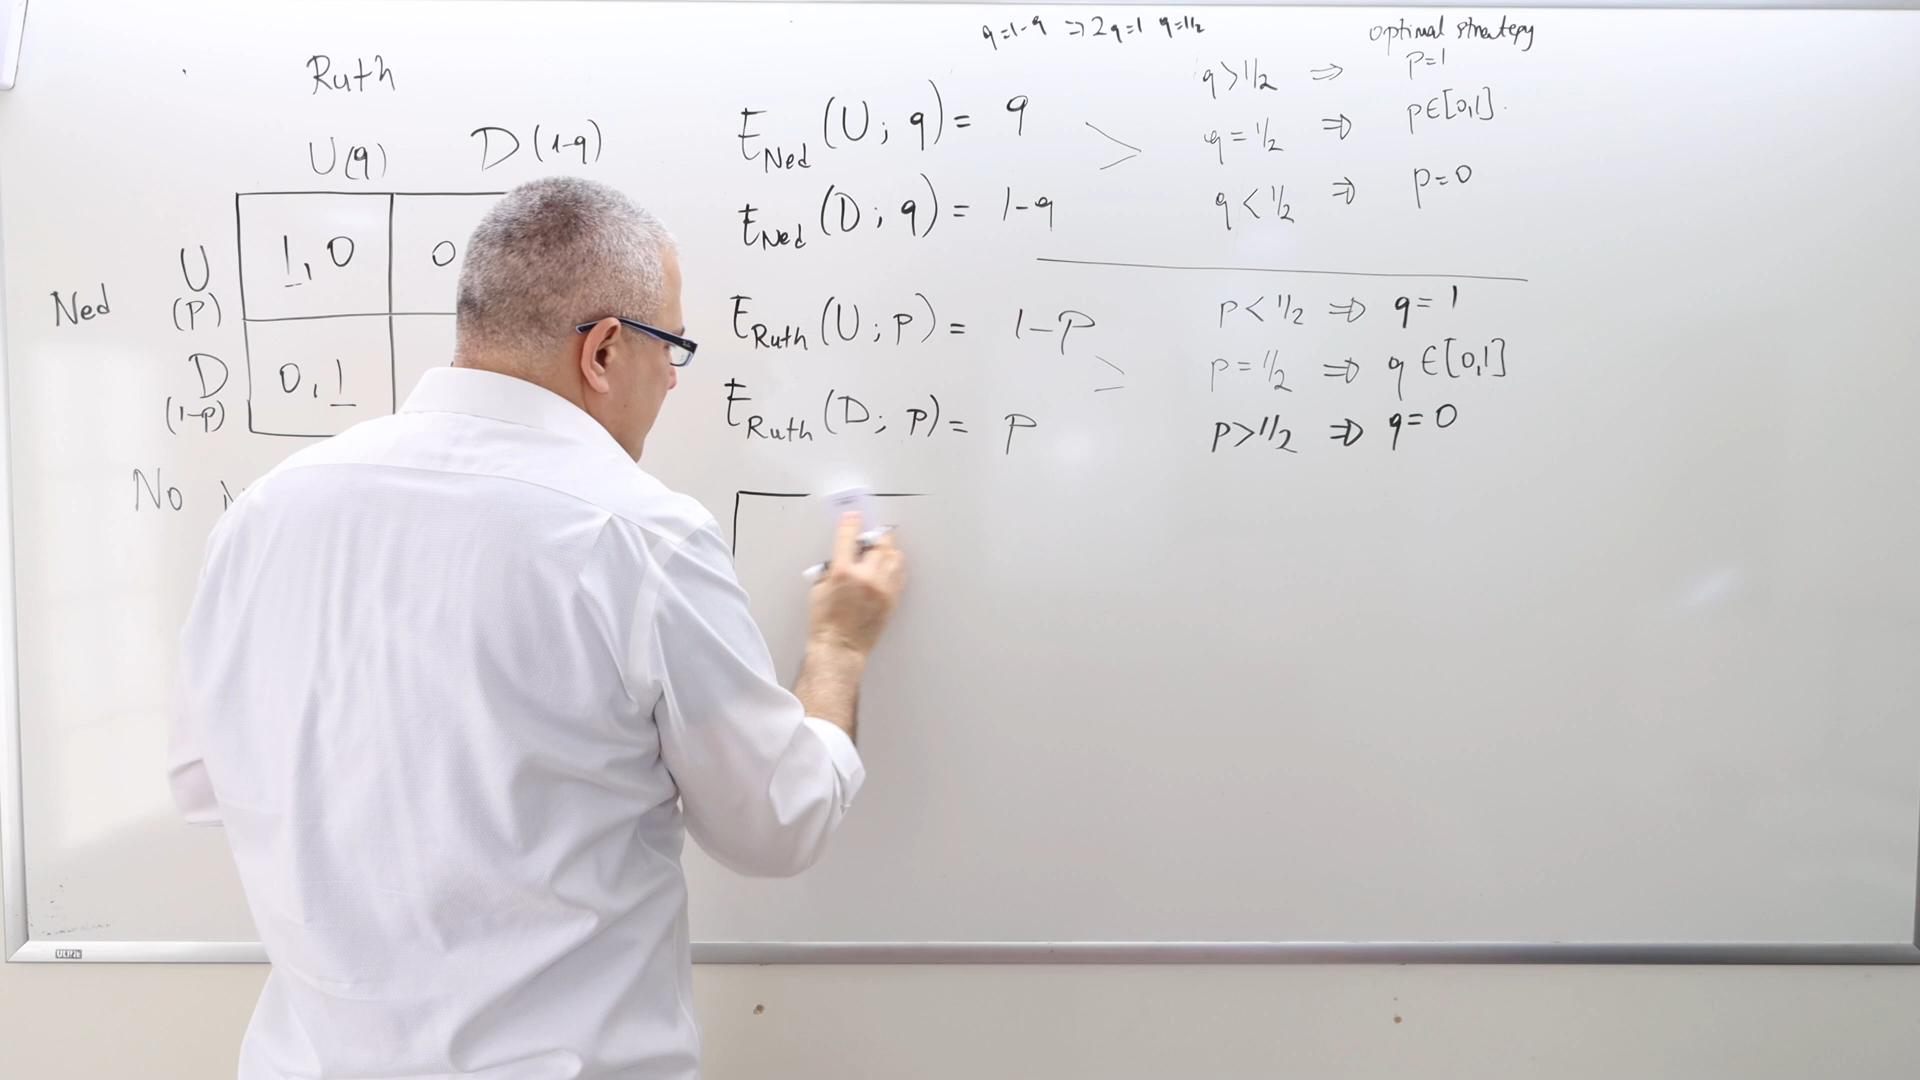 Ruth
U(q) D(1-q)
U 1, 0 0
Ned (P)
D 0, 1
(1-p)
No
q=1-q ⇒ 2q=1 q=1/2
E_Ned (U; q) = q
E_Ned (D; q) = 1-q
>
optimal strategy
q>1/2 ⇒ p=1
q=1/2 ⇒ p∈[0,1].
q<1/2 ⇒ p=0
E_Ruth (U; p) = 1-p
E_Ruth (D; p) = p
≥
p<1/2 ⇒ q=1
p=1/2 ⇒ q∈[0,1]
p>1/2 ⇒ q=0